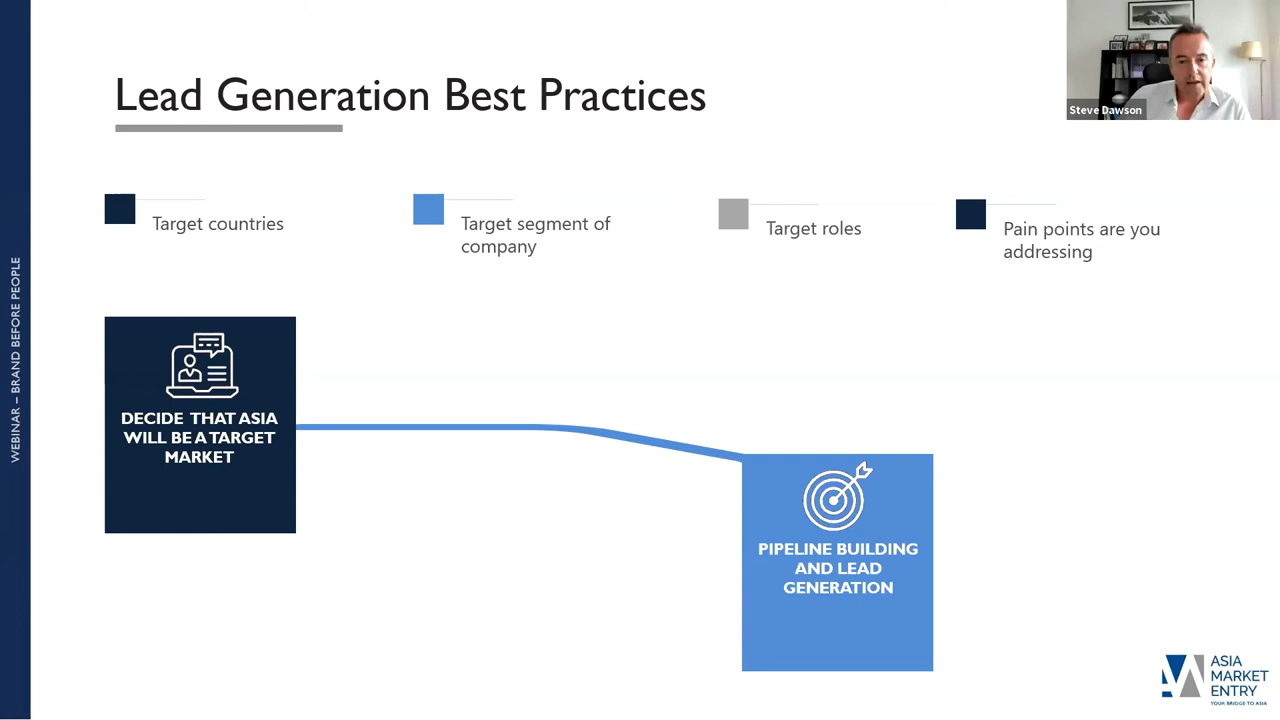 Lead Generation Best Practices
Steve Dawson
Target countries
Target segment of
company
Target roles
Pain points are you
addressing
WEBINAR – BRAND BEFORE PEOPLE
DECIDE THAT ASIA
WILL BE A TARGET
MARKET
PIPELINE BUILDING
AND LEAD
GENERATION
ASIA
MARKET
ENTRY
YOUR BRIDGE TO ASIA